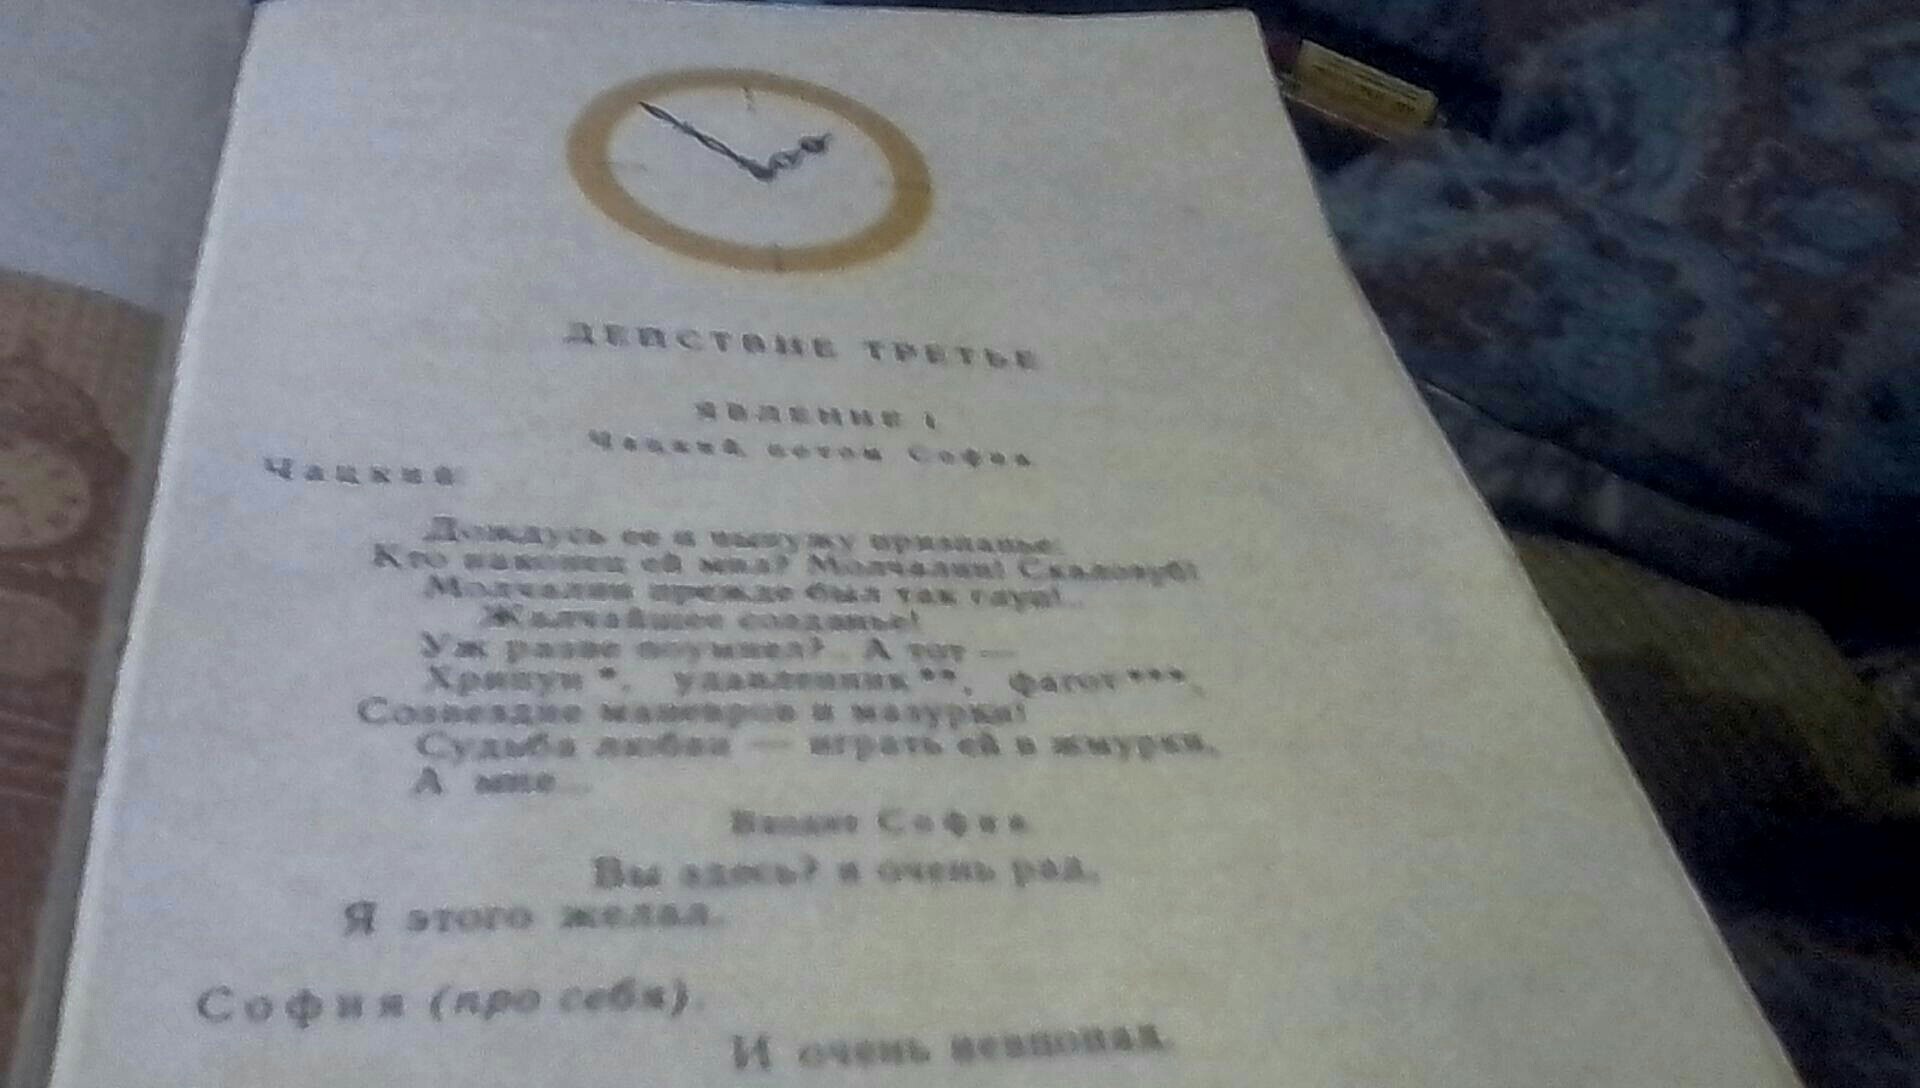 ДЕЙСТВИЕ ТРЕТЬЕ
ЯВЛЕНИЕ 1
Чацкий, потом София
Чацкий
Дождусь ее и вынужу признанье:
Кто наконец ей мил? Молчалин! Скалозуб!
Молчалин прежде был так глуп!..
Жалчайшее созданье!
Уж разве поумнел?.. А тот —
Хрипун *, удавленник **, фагот ***,
Созвездие маневров и мазурки!
Судьба любви — играть ей в жмурки,
А мне...
Входит София
Вы здесь? я очень рад,
Я этого желал.
София (про себя).
И очень невпопад.